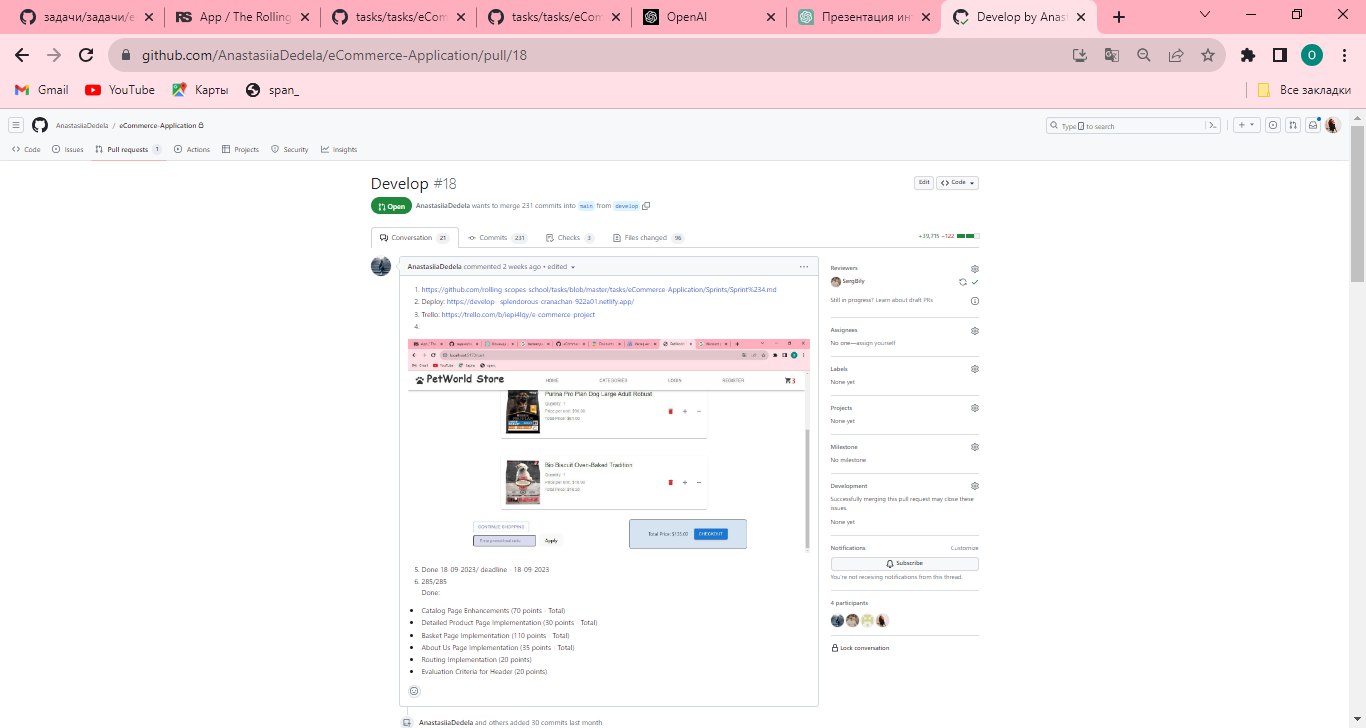 задачи/задачи/е
App / The Rolling
tasks/tasks/eCom
tasks/tasks/eCom
OpenAI
Презентация ин
Develop by Anas
github.com/AnastasiiaDedela/eCommerce-Application/pull/18
Gmail YouTube Карты span_ Все закладки
AnastasiiaDedela / eCommerce-Application
Type / to search
Code Issues Pull requests 1 Actions Projects Security Insights
Develop #18
Edit Code
Open AnastasiiaDedela wants to merge 231 commits into main from develop
Conversation 21 Commits 231 Checks 3 Files changed 96
+39,715 −122
AnastasiiaDedela commented 2 weeks ago • edited
1. https://github.com/rolling-scopes-school/tasks/blob/master/tasks/eCommerce-Application/Sprints/Sprint%234.md
2. Deploy: https://develop--splendorous-cranachan-922a01.netlify.app/
3. Trello: https://trello.com/b/iepi4lqy/e-commerce-project
4.
PetWorld Store HOME CATEGORIES LOGIN REGISTER 3
Purina Pro Plan Dog Large Adult Robust
Quantity: 1
Bio Biscuit Oven-Baked Tradition
Quantity: 1
CONTINUE SHOPPING
Apply
Total Price: $135.00 CHECKOUT
5. Done 18-09-2023/ deadline - 18-09-2023
6. 285/285
Done:
Catalog Page Enhancements (70 points - Total)
Detailed Product Page Implementation (30 points - Total)
Basket Page Implementation (110 points - Total)
About Us Page Implementation (35 points - Total)
Routing Implementation (20 points)
Evaluation Criteria for Header (20 points)
AnastasiiaDedela and others added 30 commits last month
Reviewers
SergBily
Still in progress? Learn about draft PRs
Assignees
No one—assign yourself
Labels
None yet
Projects
None yet
Milestone
No milestone
Development
Successfully merging this pull request may close these
issues.
None yet
Notifications Customize
Subscribe
You're not receiving notifications from this thread.
4 participants
Lock conversation